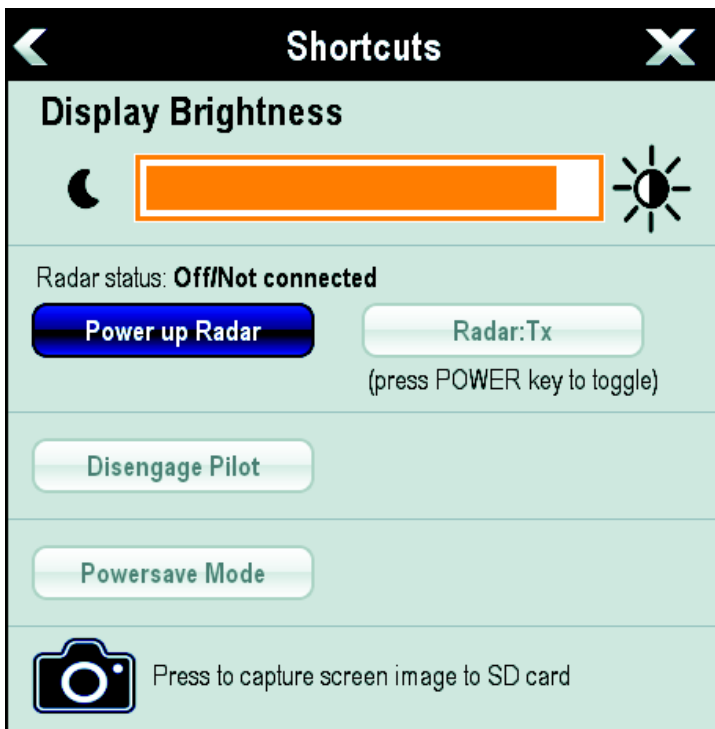 Shortcuts
Display Brightness
Radar status: Off/Not connected
Power up Radar
Radar:Tx
(press POWER key to toggle)
Disengage Pilot
Powersave Mode
Press to capture screen image to SD card